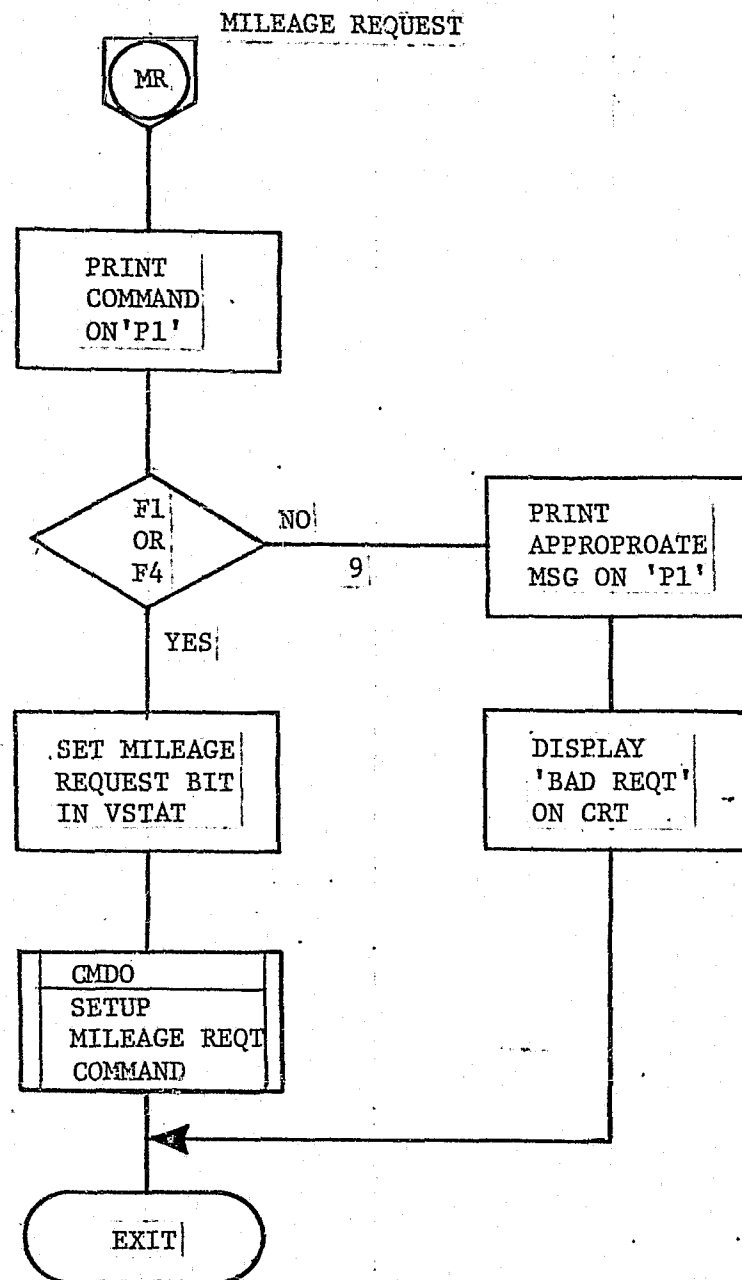 MILEAGE REQUEST
MR
PRINT
COMMAND
ON'P1'
F1
OR
F4
NO
9
YES
PRINT
APPROPROATE
MSG ON 'P1'
SET MILEAGE
REQUEST BIT
IN VSTAT
DISPLAY
'BAD REQT'
ON CRT
CMDO
SETUP
MILEAGE REQT
COMMAND
EXIT